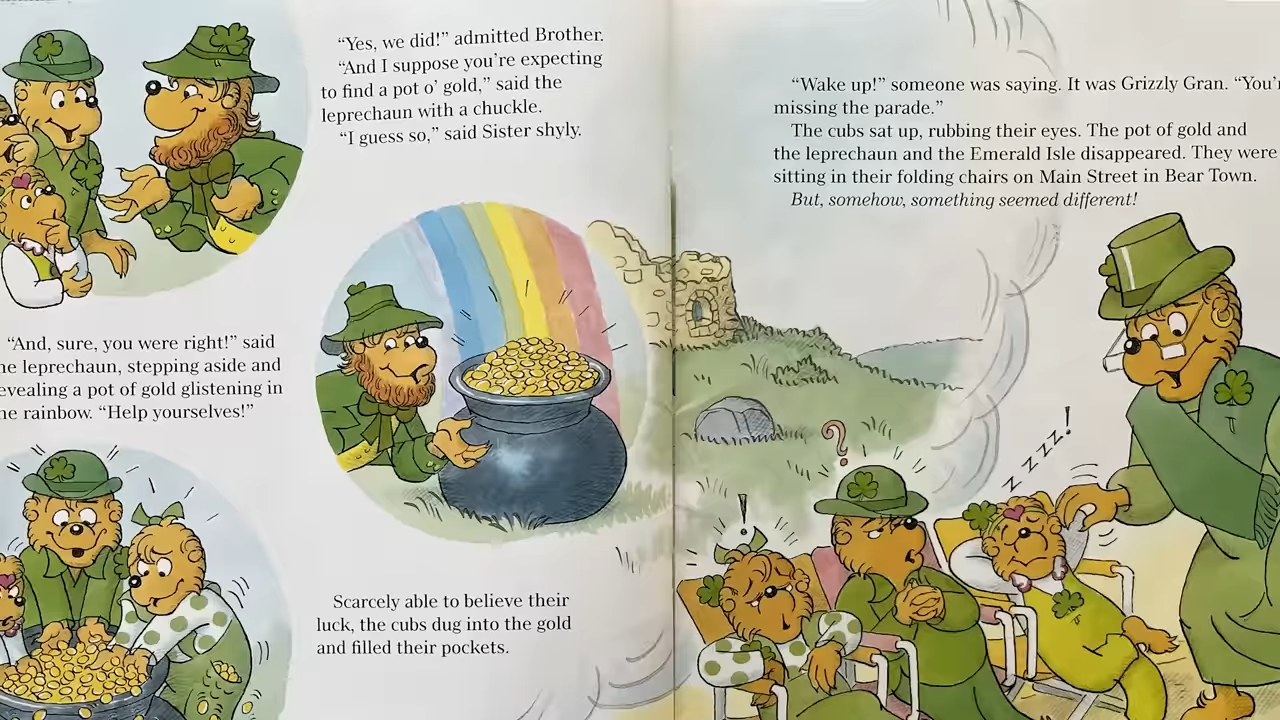 “Yes, we did!” admitted Brother.
“And I suppose you’re expecting
to find a pot o’ gold,” said the
leprechaun with a chuckle.
“I guess so,” said Sister shyly.
“And, sure, you were right!” said
leprechaun, stepping aside and
revealing a pot of gold glistening in
rainbow. “Help yourselves!”
Scarcely able to believe their
luck, the cubs dug into the gold
and filled their pockets.
“Wake up!” someone was saying. It was Grizzly Gran.
missing the parade.”
The cubs sat up, rubbing their eyes. The pot of gold and
the leprechaun and the Emerald Isle disappeared. They were
sitting in their folding chairs on Main Street in Bear Town.
But, somehow, something seemed different!
?
!
z z z z !